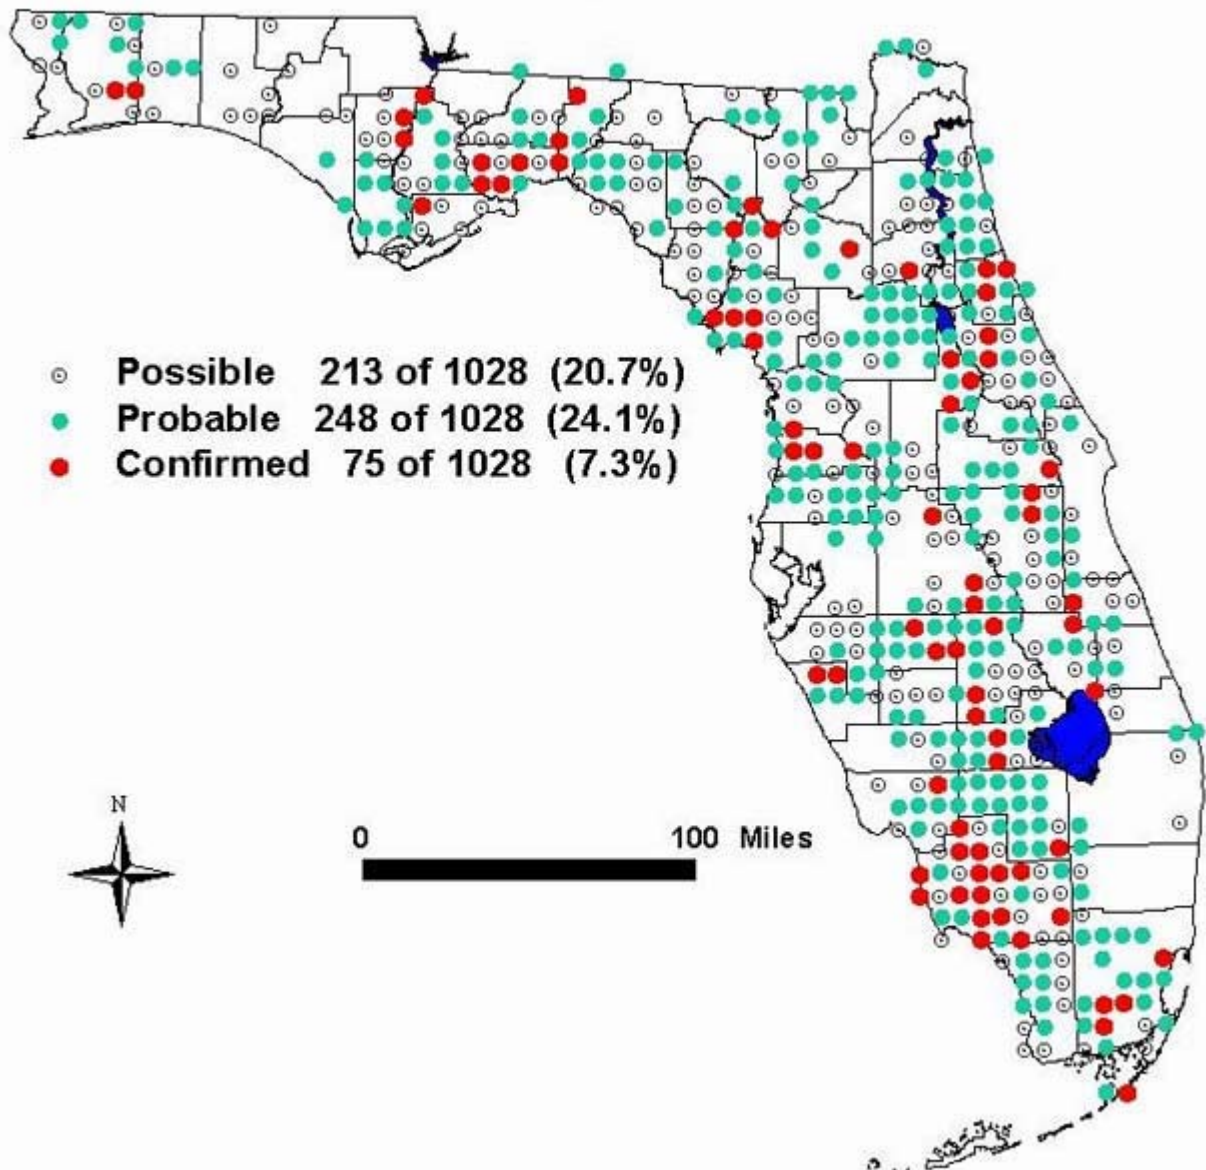 Possible 213 of 1028 (20.7%)
Probable 248 of 1028 (24.1%)
Confirmed 75 of 1028 (7.3%)
N
0 100 Miles